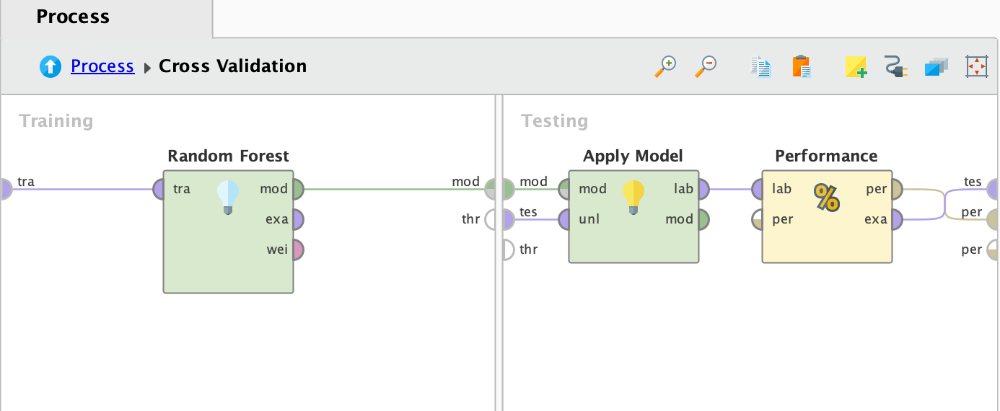 Process
Process Cross Validation
Training
Testing
Random Forest
Apply Model
Performance
tra
tra
mod
exa
wei
mod
thr
mod
tes
thr
mod
unl
lab
mod
lab
per
per
exa
tes
per
per
%